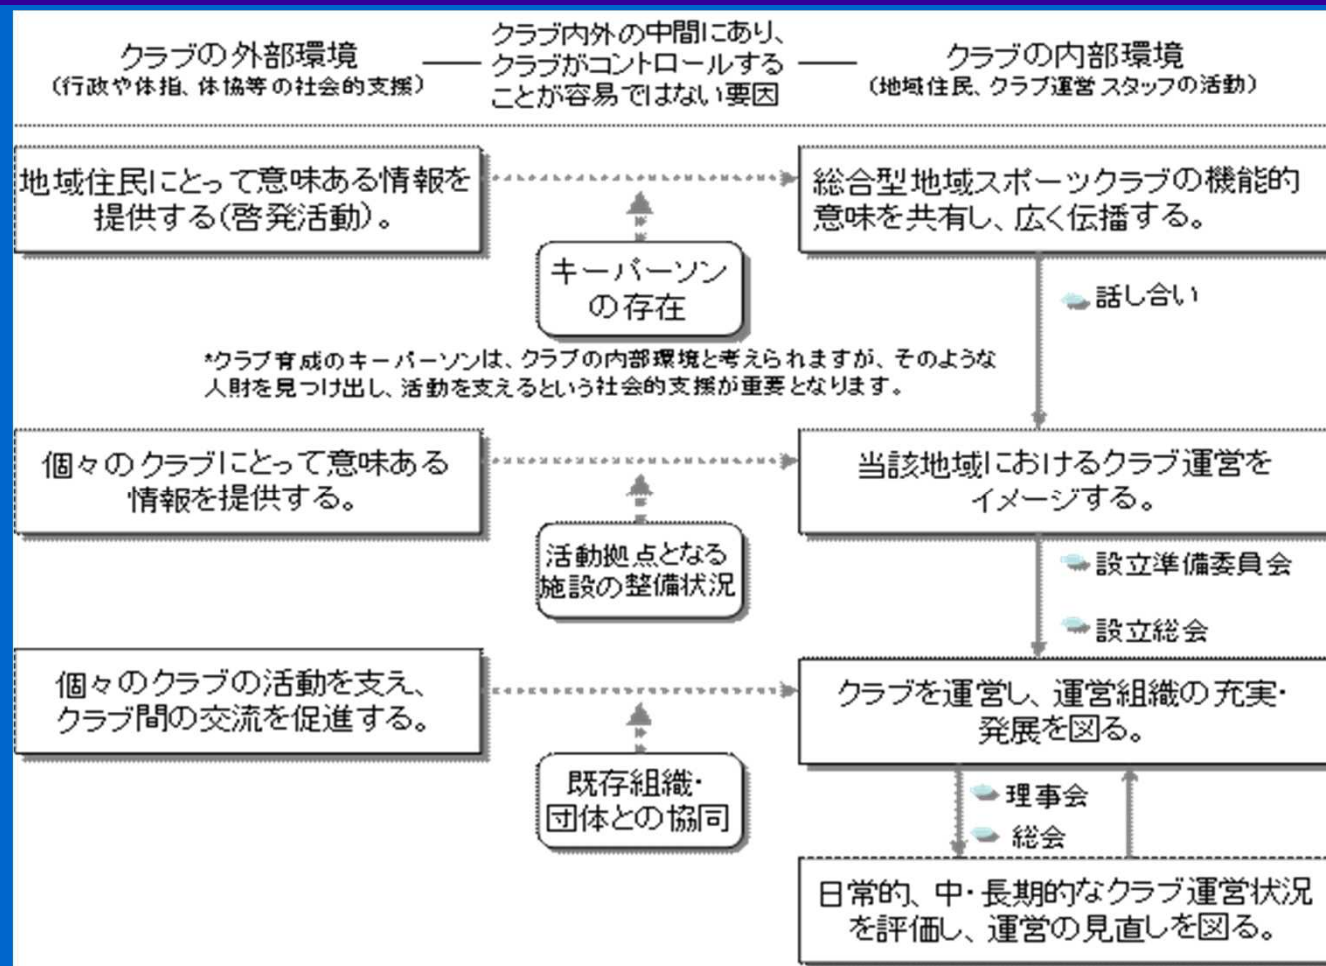 クラブの外部環境
(行政や体指、体協等の社会的支援)
クラブ内外の中間にあり、
クラブがコントロールする
ことが容易ではない要因
クラブの内部環境
(地域住民、クラブ運営スタッフの活動)
地域住民にとって意味ある情報を
提供する(啓発活動)。
総合型地域スポーツクラブの機能的
意味を共有し、広く伝播する。
キーパーソン
の存在
話し合い
*クラブ育成のキーパーソンは、クラブの内部環境と考えられますが、そのような
人財を見つけ出し、活動を支えるという社会的支援が重要となります。
個々のクラブにとって意味ある
情報を提供する。
当該地域におけるクラブ運営を
イメージする。
活動拠点となる
施設の整備状況
設立準備委員会
設立総会
個々のクラブの活動を支え、
クラブ間の交流を促進する。
クラブを運営し、運営組織の充実・
発展を図る。
既存組織・
団体との協同
理事会
総会
日常的、中・長期的なクラブ運営状況
を評価し、運営の見直しを図る。